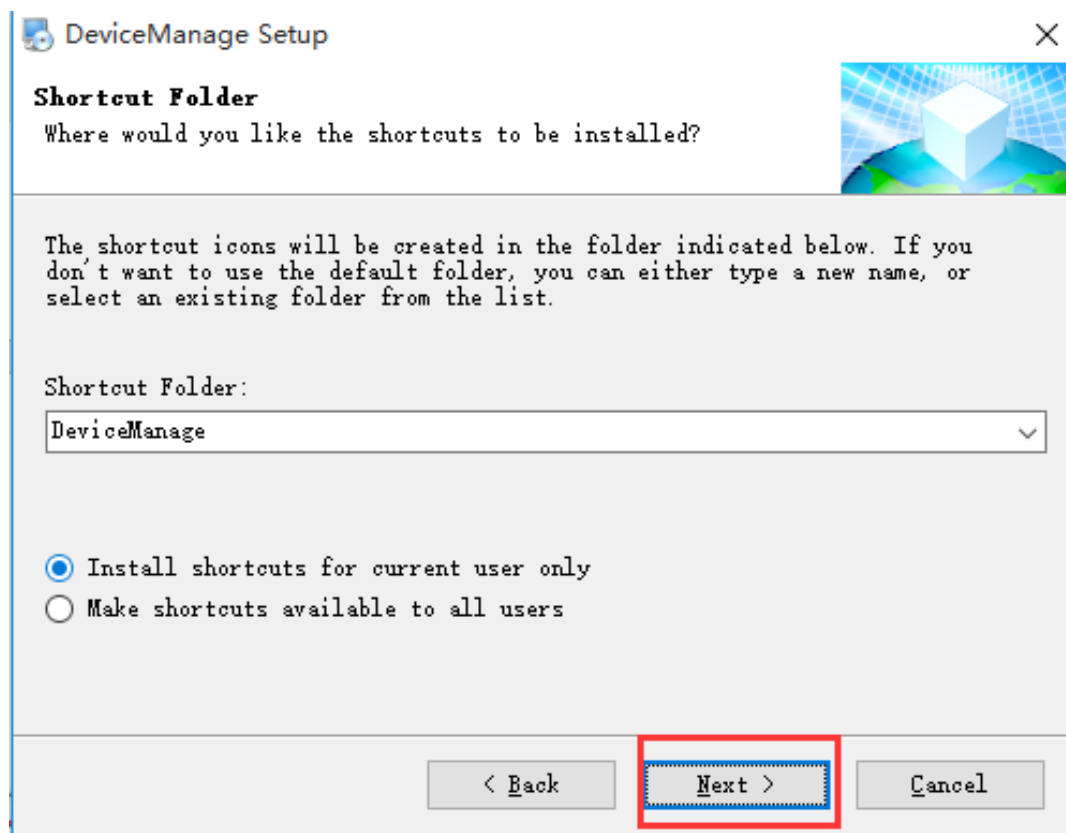 DeviceManage Setup
Shortcut Folder
Where would you like the shortcuts to be installed?
The shortcut icons will be created in the folder indicated below. If you
don't want to use the default folder, you can either type a new name, or
select an existing folder from the list.
Shortcut Folder:
DeviceManage
Install shortcuts for current user only
Make shortcuts available to all users
< Back
Next >
Cancel